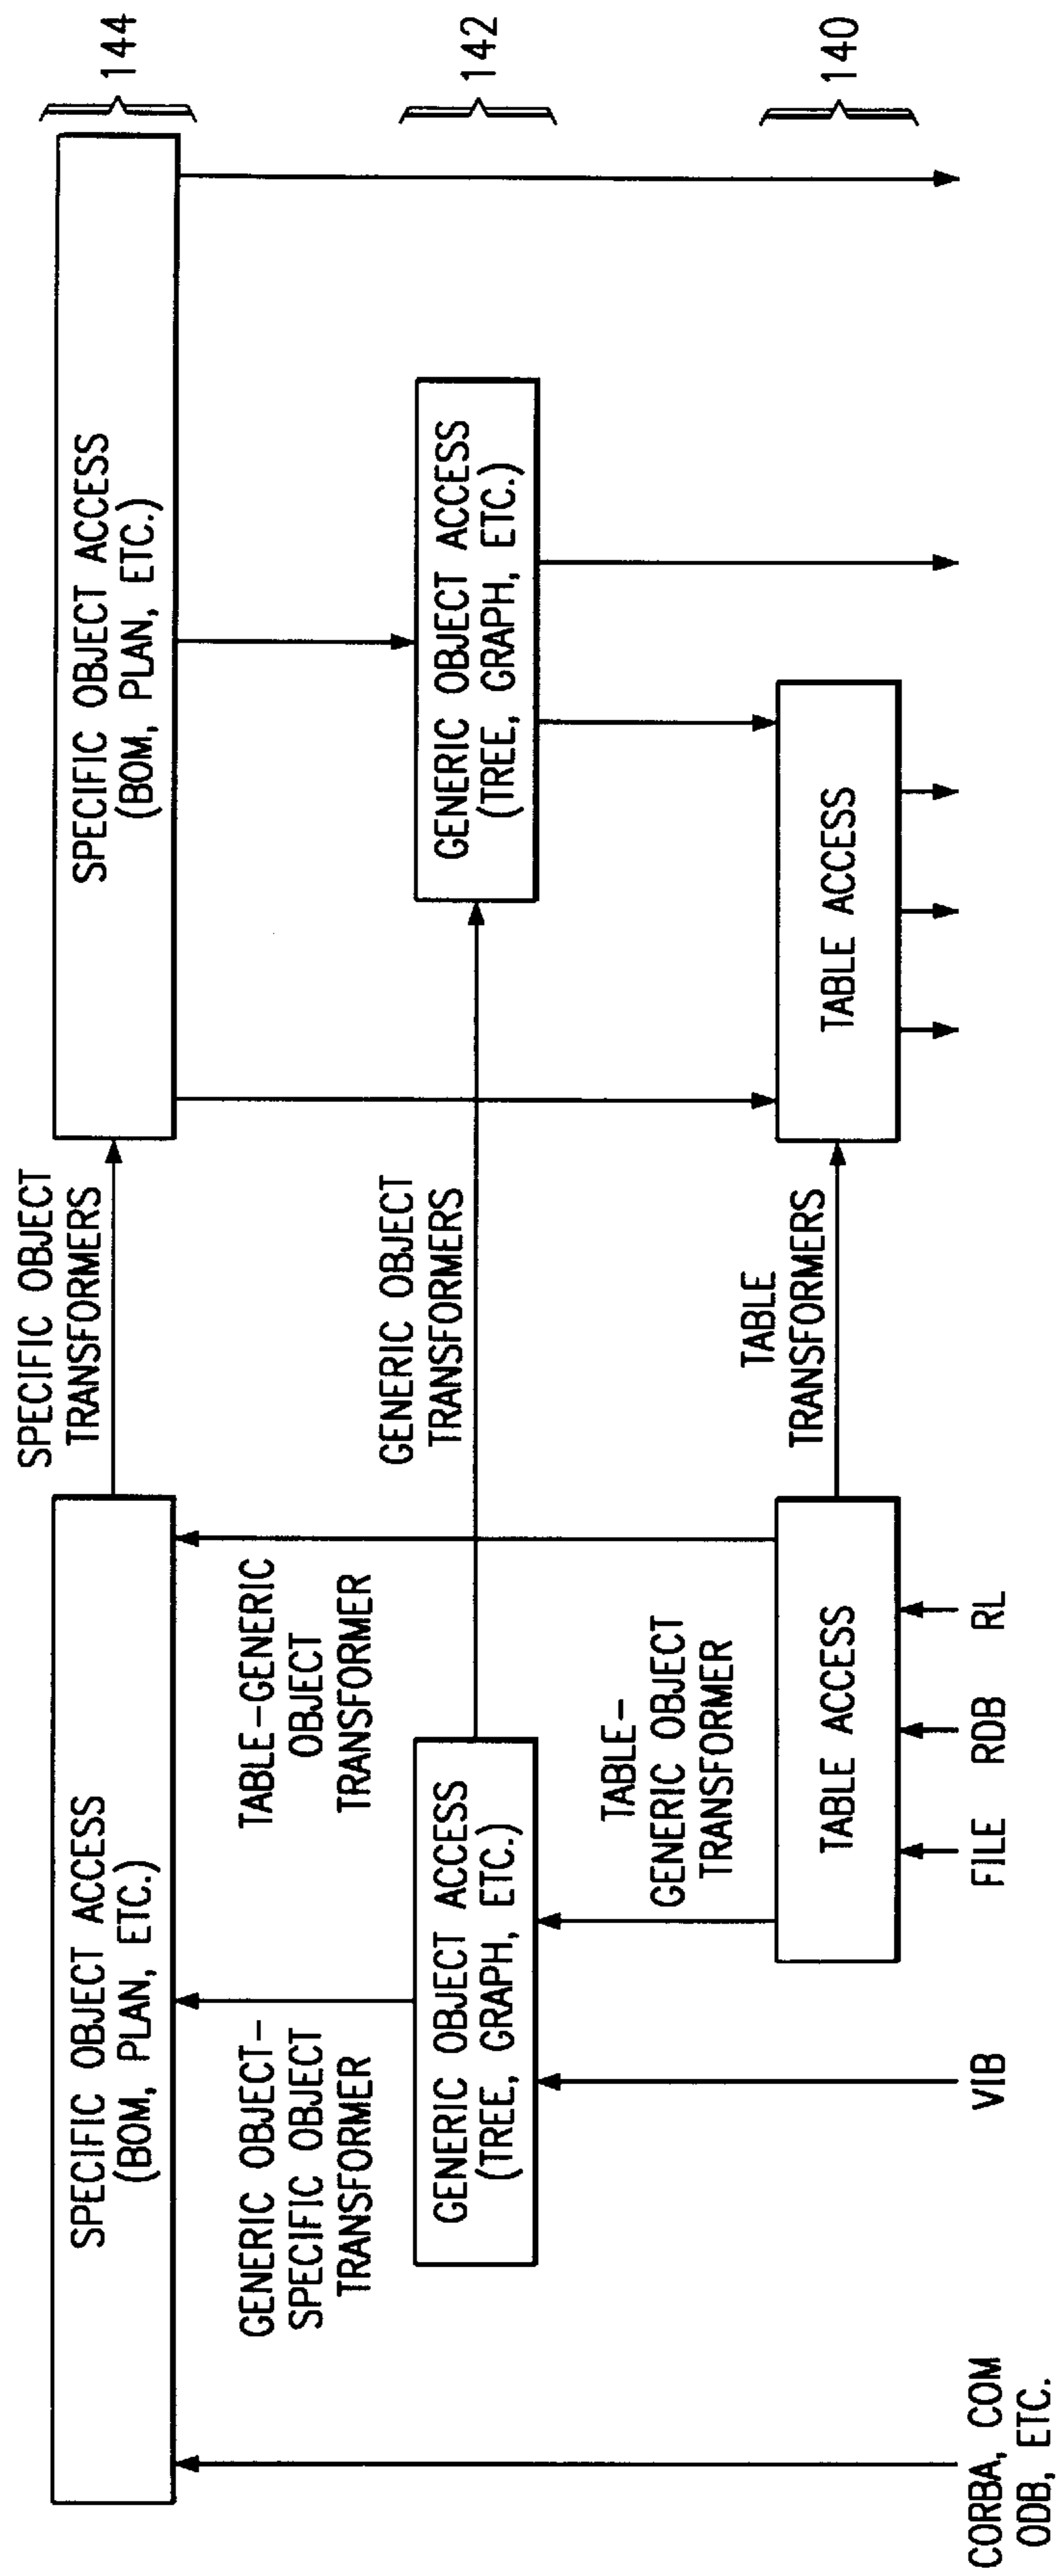 SPECIFIC OBJECT ACCESS
(BOM, PLAN, ETC.)
SPECIFIC OBJECT
TRANSFORMERS
SPECIFIC OBJECT ACCESS
(BOM, PLAN, ETC.)
144
GENERIC OBJECT-
SPECIFIC OBJECT
TRANSFORMER
TABLE-GENERIC
OBJECT
TRANSFORMER
GENERIC OBJECT ACCESS
(TREE, GRAPH, ETC.)
GENERIC OBJECT
TRANSFORMERS
GENERIC OBJECT ACCESS
(TREE, GRAPH, ETC.)
142
TABLE-
GENERIC OBJECT
TRANSFORMER
TABLE ACCESS
TABLE
TRANSFORMERS
TABLE ACCESS
140
CORBA, COM
ODB, ETC.
VIB
FILE
RDB
RL